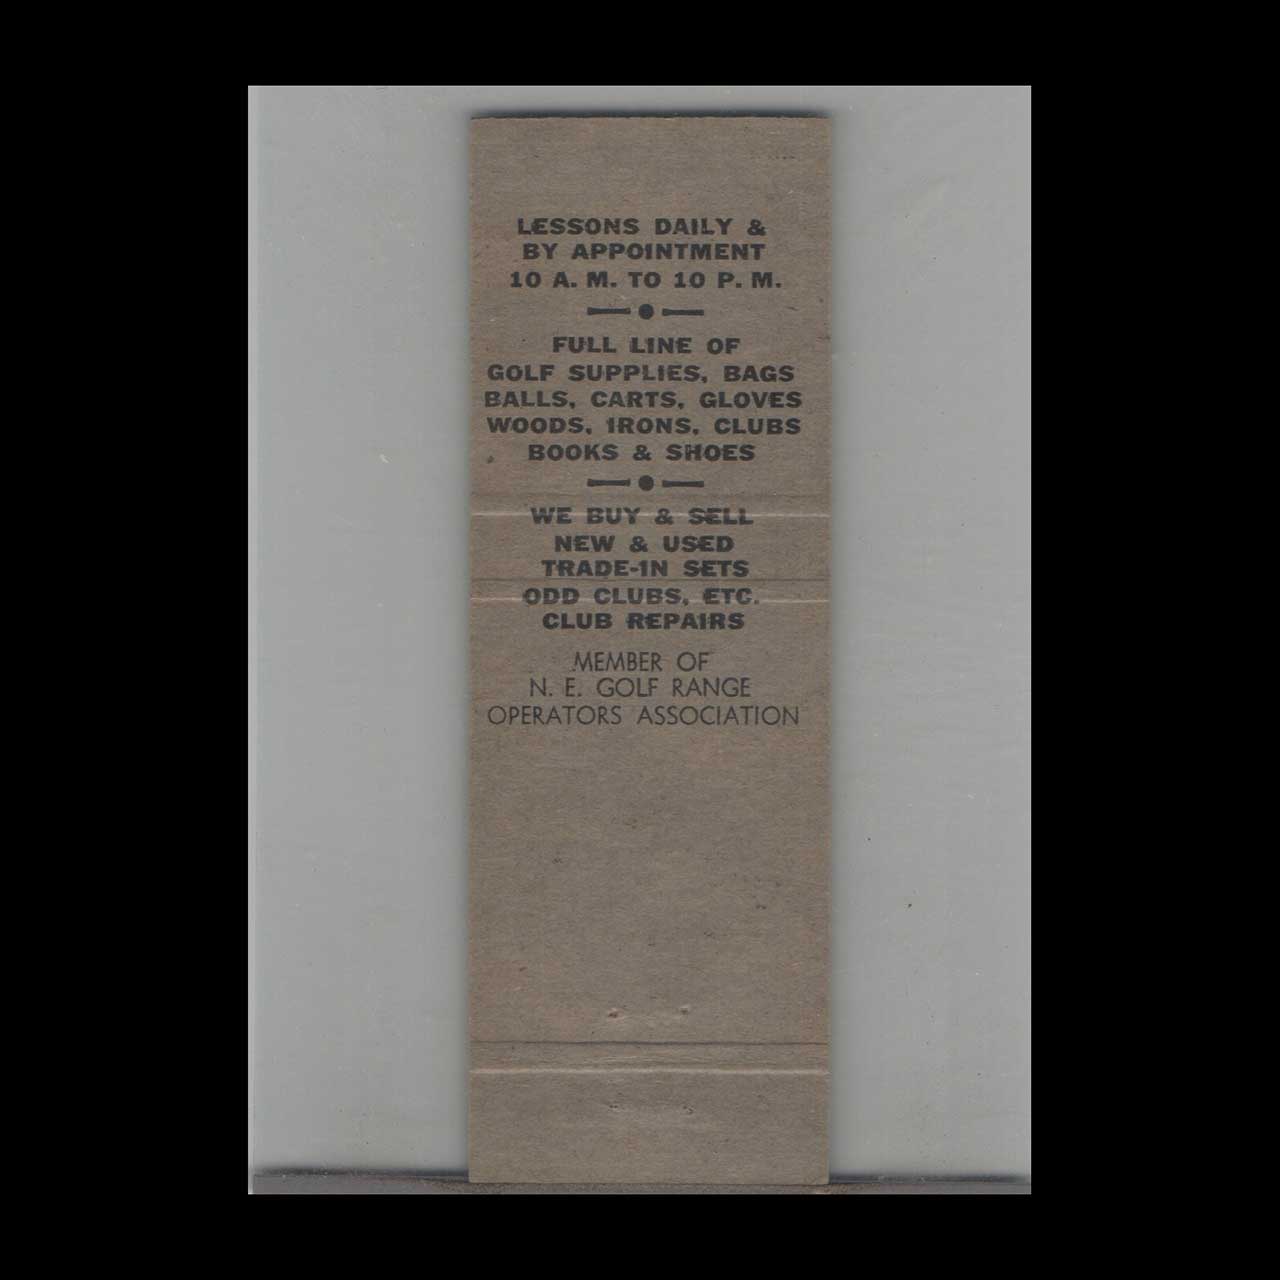 LESSONS DAILY &
BY APPOINTMENT
10 A. M. TO 10 P. M.
FULL LINE OF
GOLF SUPPLIES, BAGS
BALLS, CARTS, GLOVES
WOODS, IRONS, CLUBS
BOOKS & SHOES
WE BUY & SELL
NEW & USED
TRADE-IN SETS
ODD CLUBS, ETC.
CLUB REPAIRS
MEMBER OF
N. E. GOLF RANGE
OPERATORS ASSOCIATION